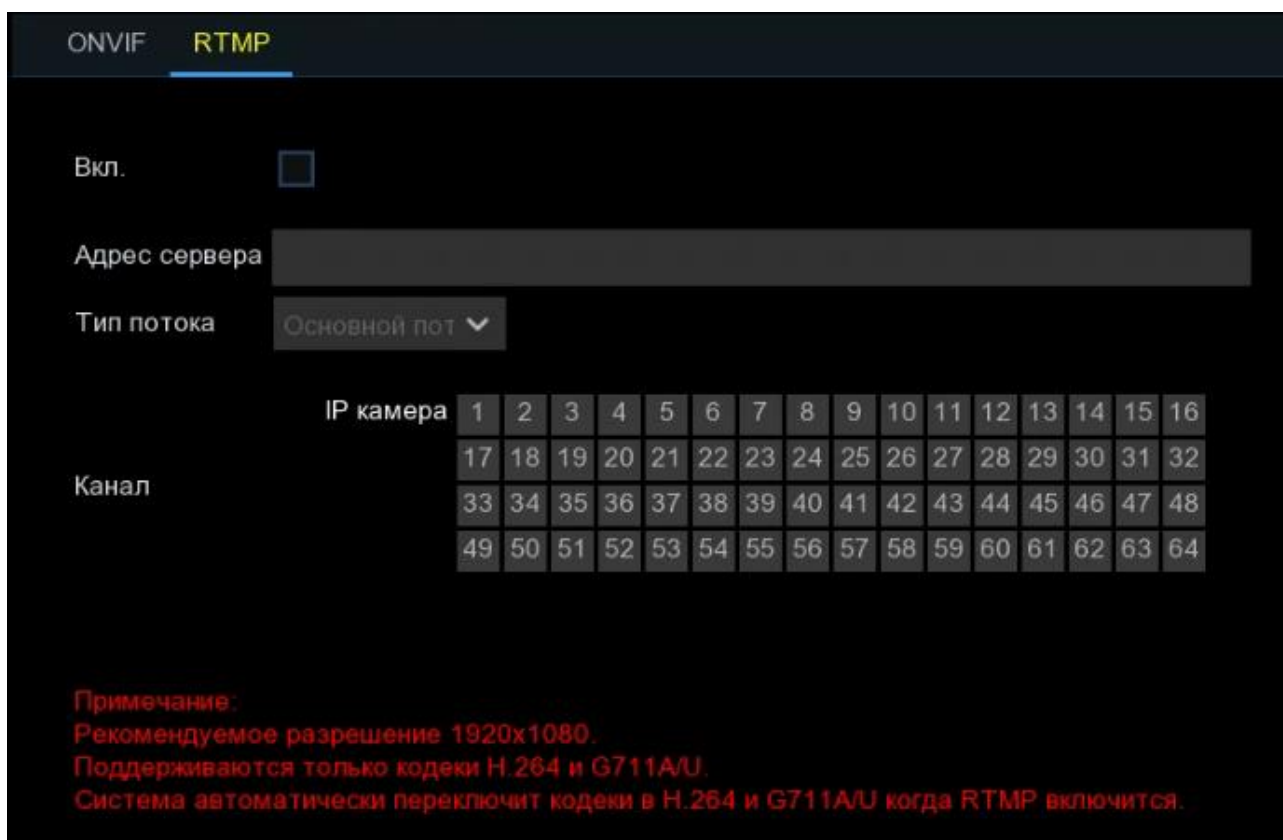 ONVIF RTMP
Вкл.
Адрес сервера
Тип потока Основной пот
IP камера 1 2 3 4 5 6 7 8 9 10 11 12 13 14 15 16
17 18 19 20 21 22 23 24 25 26 27 28 29 30 31 32
Канал
33 34 35 36 37 38 39 40 41 42 43 44 45 46 47 48
49 50 51 52 53 54 55 56 57 58 59 60 61 62 63 64
Примечание:
Рекомендуемое разрешение 1920x1080.
Поддерживаются только кодеки H.264 и G711A/U.
Система автоматически переключит кодеки в H.264 и G711A/U когда RTMP включится.